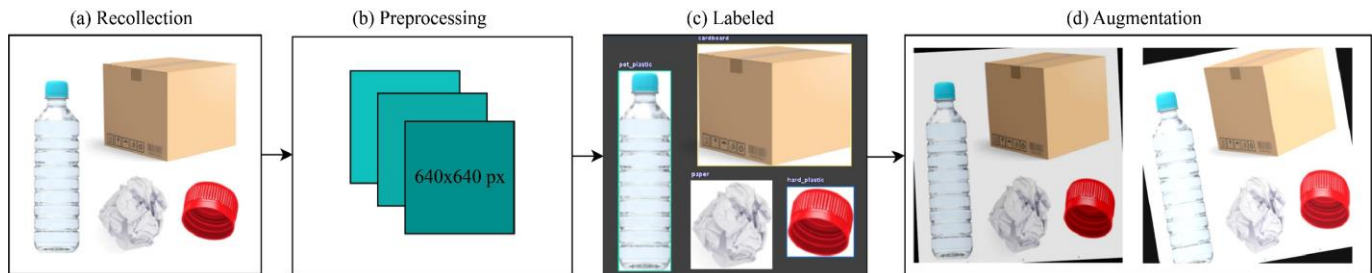 (a) Recollection
(b) Preprocessing
(c) Labeled
(d) Augmentation
640x640 px
cardboard
pet_plastic
paper
hard_plastic